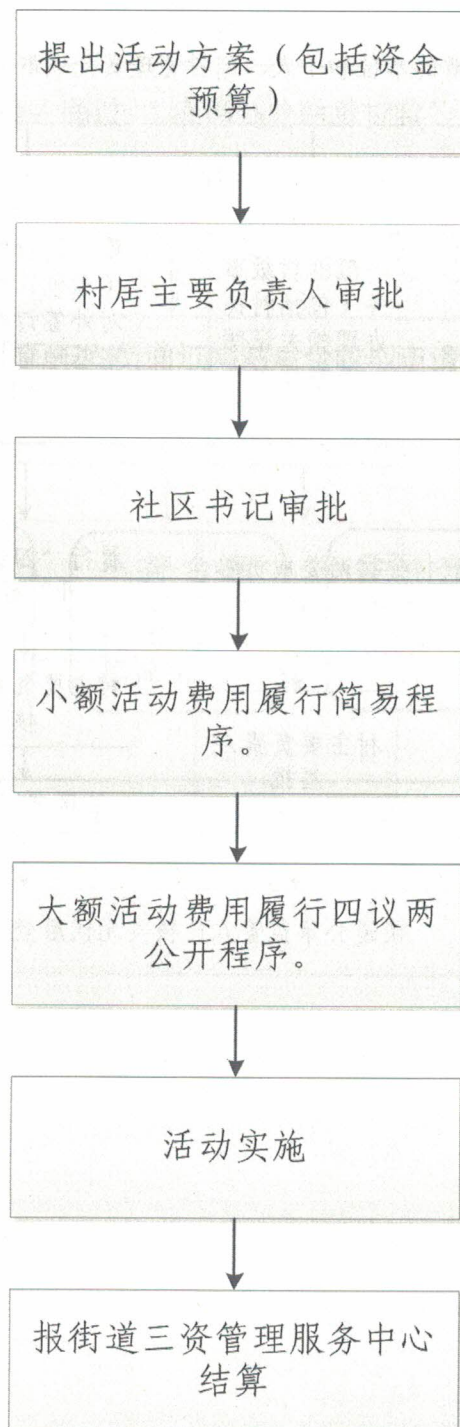 提出活动方案（包括资金
预算）
村居主要负责人审批
社区书记审批
小额活动费用履行简易程
序。
大额活动费用履行四议两
公开程序。
活动实施
报街道三资管理服务中心
结算